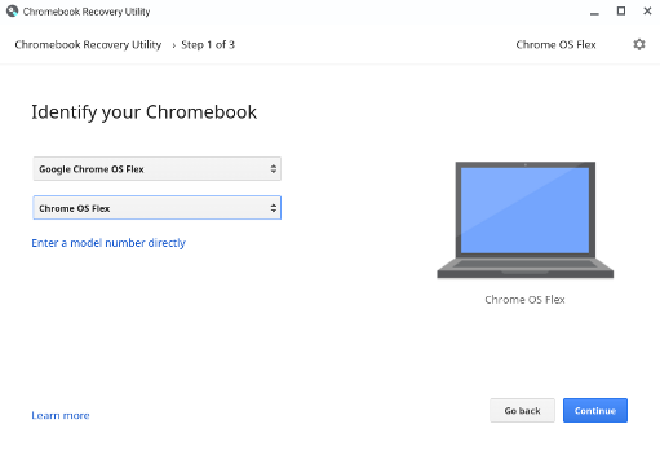 Chromebook Recovery Utility
Chromebook Recovery Utility › Step 1 of 3 Chrome OS Flex
Identify your Chromebook
Google Chrome OS Flex
Chrome OS Flex
Enter a model number directly
Chrome OS Flex
Learn more Go back Continue